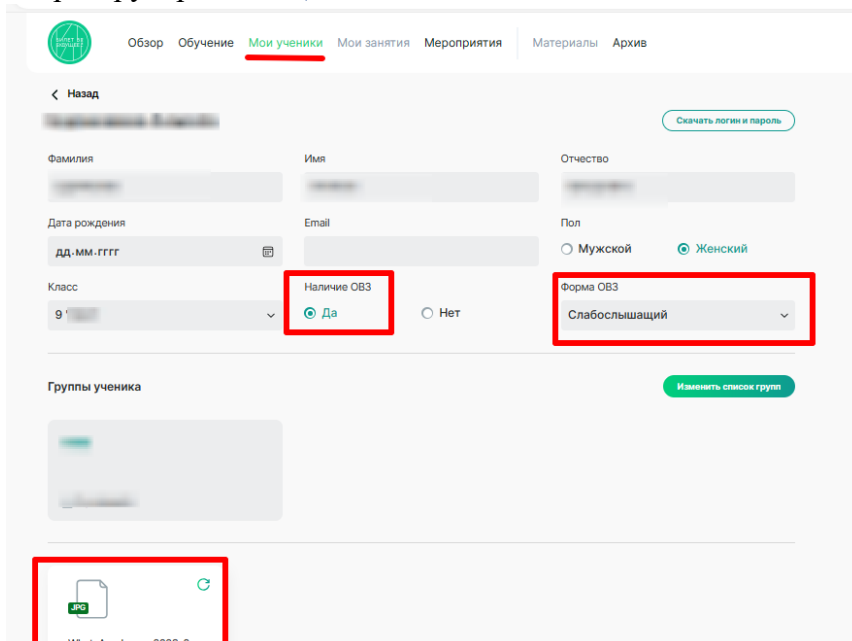 БИЛЕТ В БУДУЩЕЕ
Обзор Обучение Мои ученики Мои занятия Мероприятия Материалы Архив
Назад
Скачать логин и пароль
Фамилия Имя Отчество
Дата рождения Email Пол
дд.мм.гггг Мужской Женский
Класс Наличие ОВЗ Форма ОВЗ
9 Да Нет Слабослышащий
Группы ученика Изменить список групп
JPG